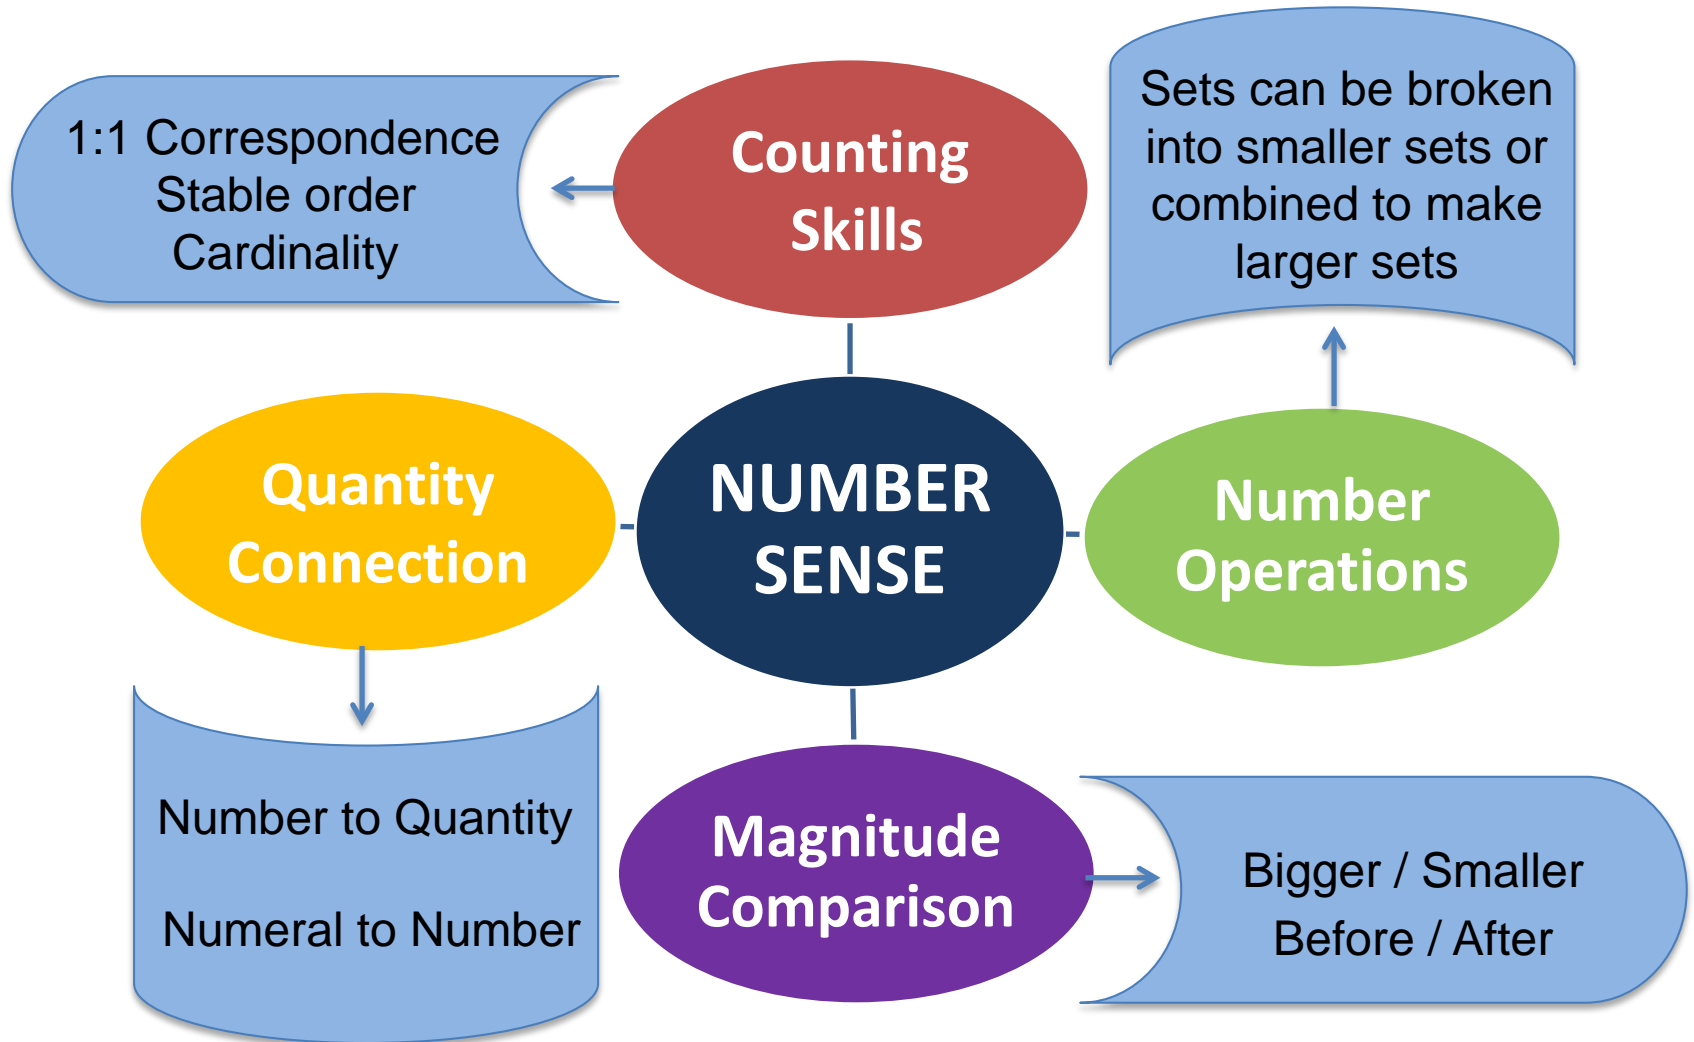 1:1 Correspondence
Stable order
Cardinality
Counting
Skills
Sets can be broken
into smaller sets or
combined to make
larger sets
Quantity
Connection
NUMBER
SENSE
Number
Operations
Number to Quantity
Numeral to Number
Magnitude
Comparison
Bigger / Smaller
Before / After